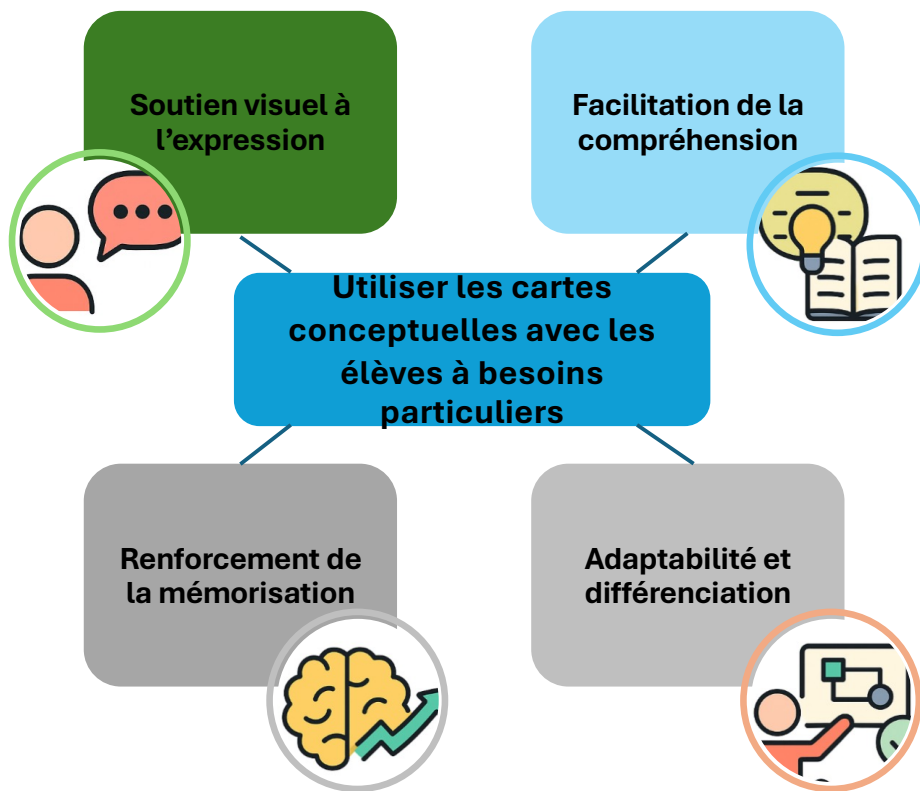 Soutien visuel à
l’expression
Facilitation de la
compréhension
Utiliser les cartes
conceptuelles avec les
élèves à besoins
particuliers
Renforcement de
la mémorisation
Adaptabilité et
différenciation